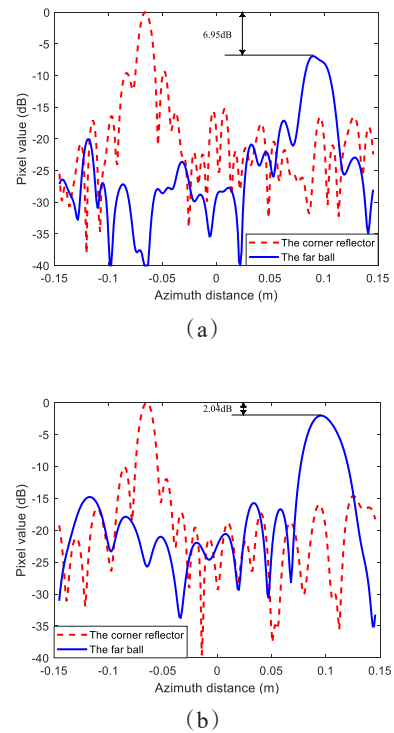 0
-5
-10
-15
-20
-25
-30
-35
-40
Pixel value (dB)
6.95dB
The corner reflector
The far ball
-0.15 -0.1 -0.05 0 0.05 0.1 0.15
Azimuth distance (m)
(a)
0
-5
-10
-15
-20
-25
-30
-35
-40
Pixel value (dB)
2.04dB
The corner reflector
The far ball
-0.15 -0.1 -0.05 0 0.05 0.1 0.15
Azimuth distance (m)
(b)